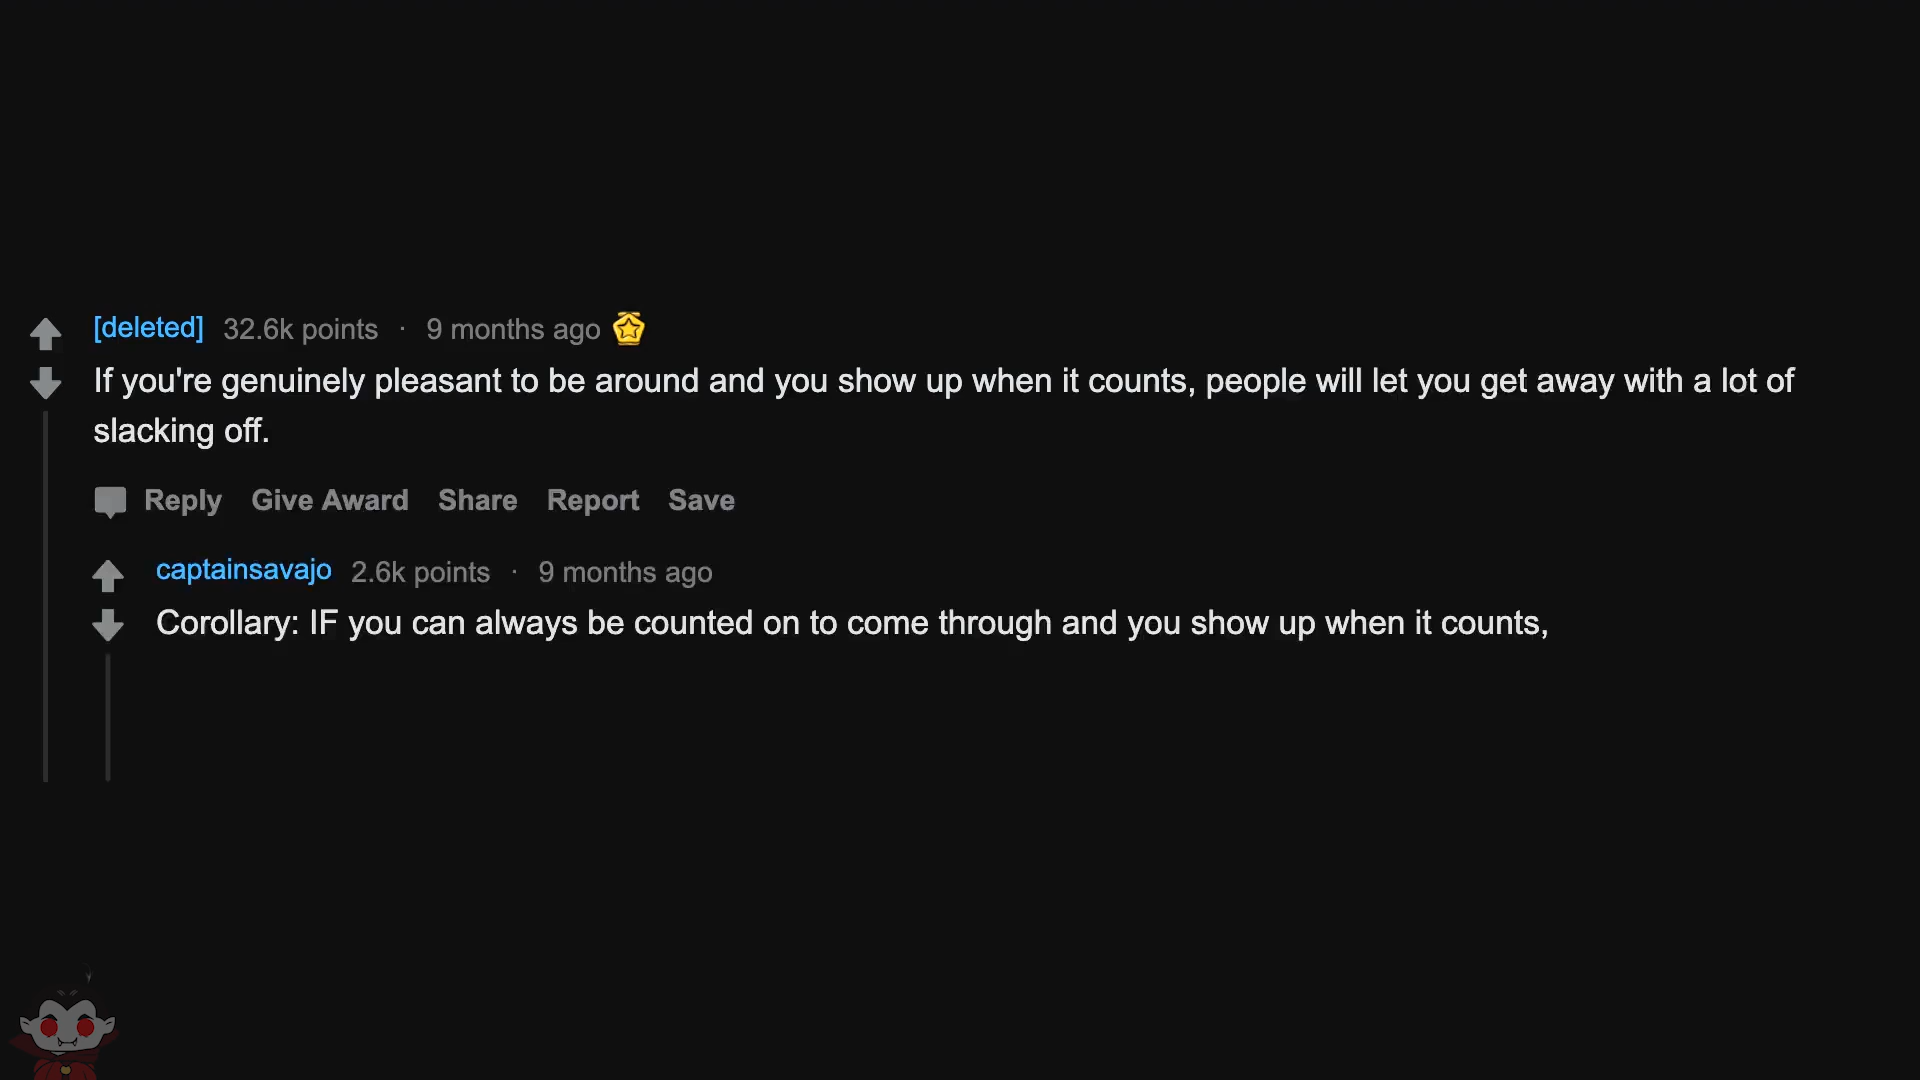 [deleted] 32.6k points · 9 months ago
If you're genuinely pleasant to be around and you show up when it counts, people will let you get away with a lot of
slacking off.
Reply Give Award Share Report Save
captainsavajo 2.6k points · 9 months ago
Corollary: IF you can always be counted on to come through and you show up when it counts,